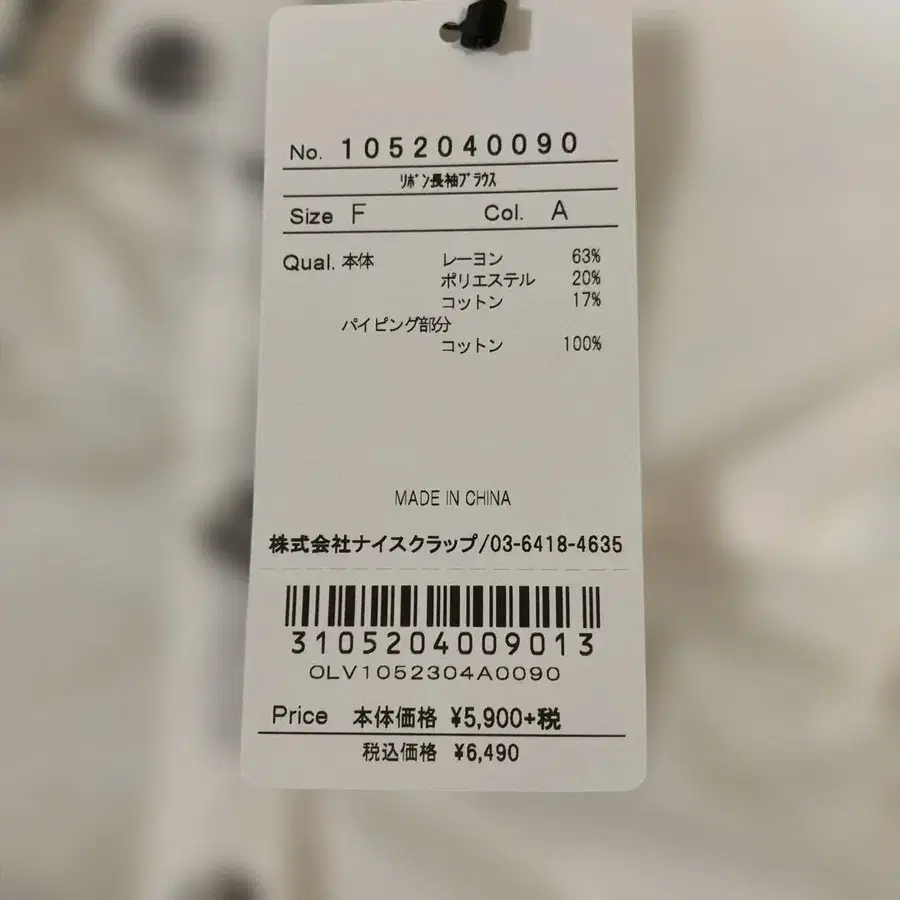 No. 1052040090
ﾘﾎﾞﾝ長袖ﾌﾞﾗｳｽ
Size F Col. A
Qual. 本体 レーヨン 63%
ポリエステル 20%
コットン 17%
パイピング部分
コットン 100%
MADE IN CHINA
株式会社ナイスクラップ/03-6418-4635
3105204009013
OLV1052304A0090
Price 本体価格 ¥5,900+税
税込価格 ¥6,490